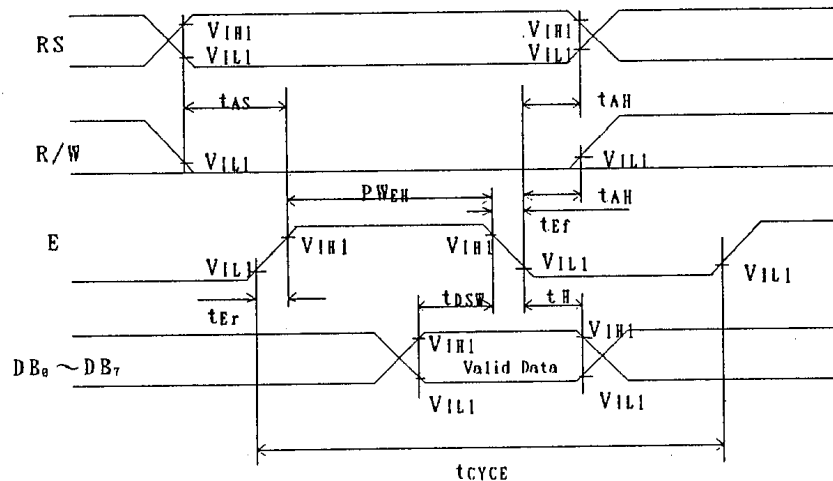 RS
VIH1
VIL1
VIH1
VIL1
tAS
tAH
R/W
VIL1
VIL1
PWEH
tAH
tEf
E
VIH1
VIH1
VIL1
VIL1
VIL1
tEr
tDSW
tH
DB0~DB7
VIH1
Valid Data
VIH1
VIL1
VIL1
tCYCE